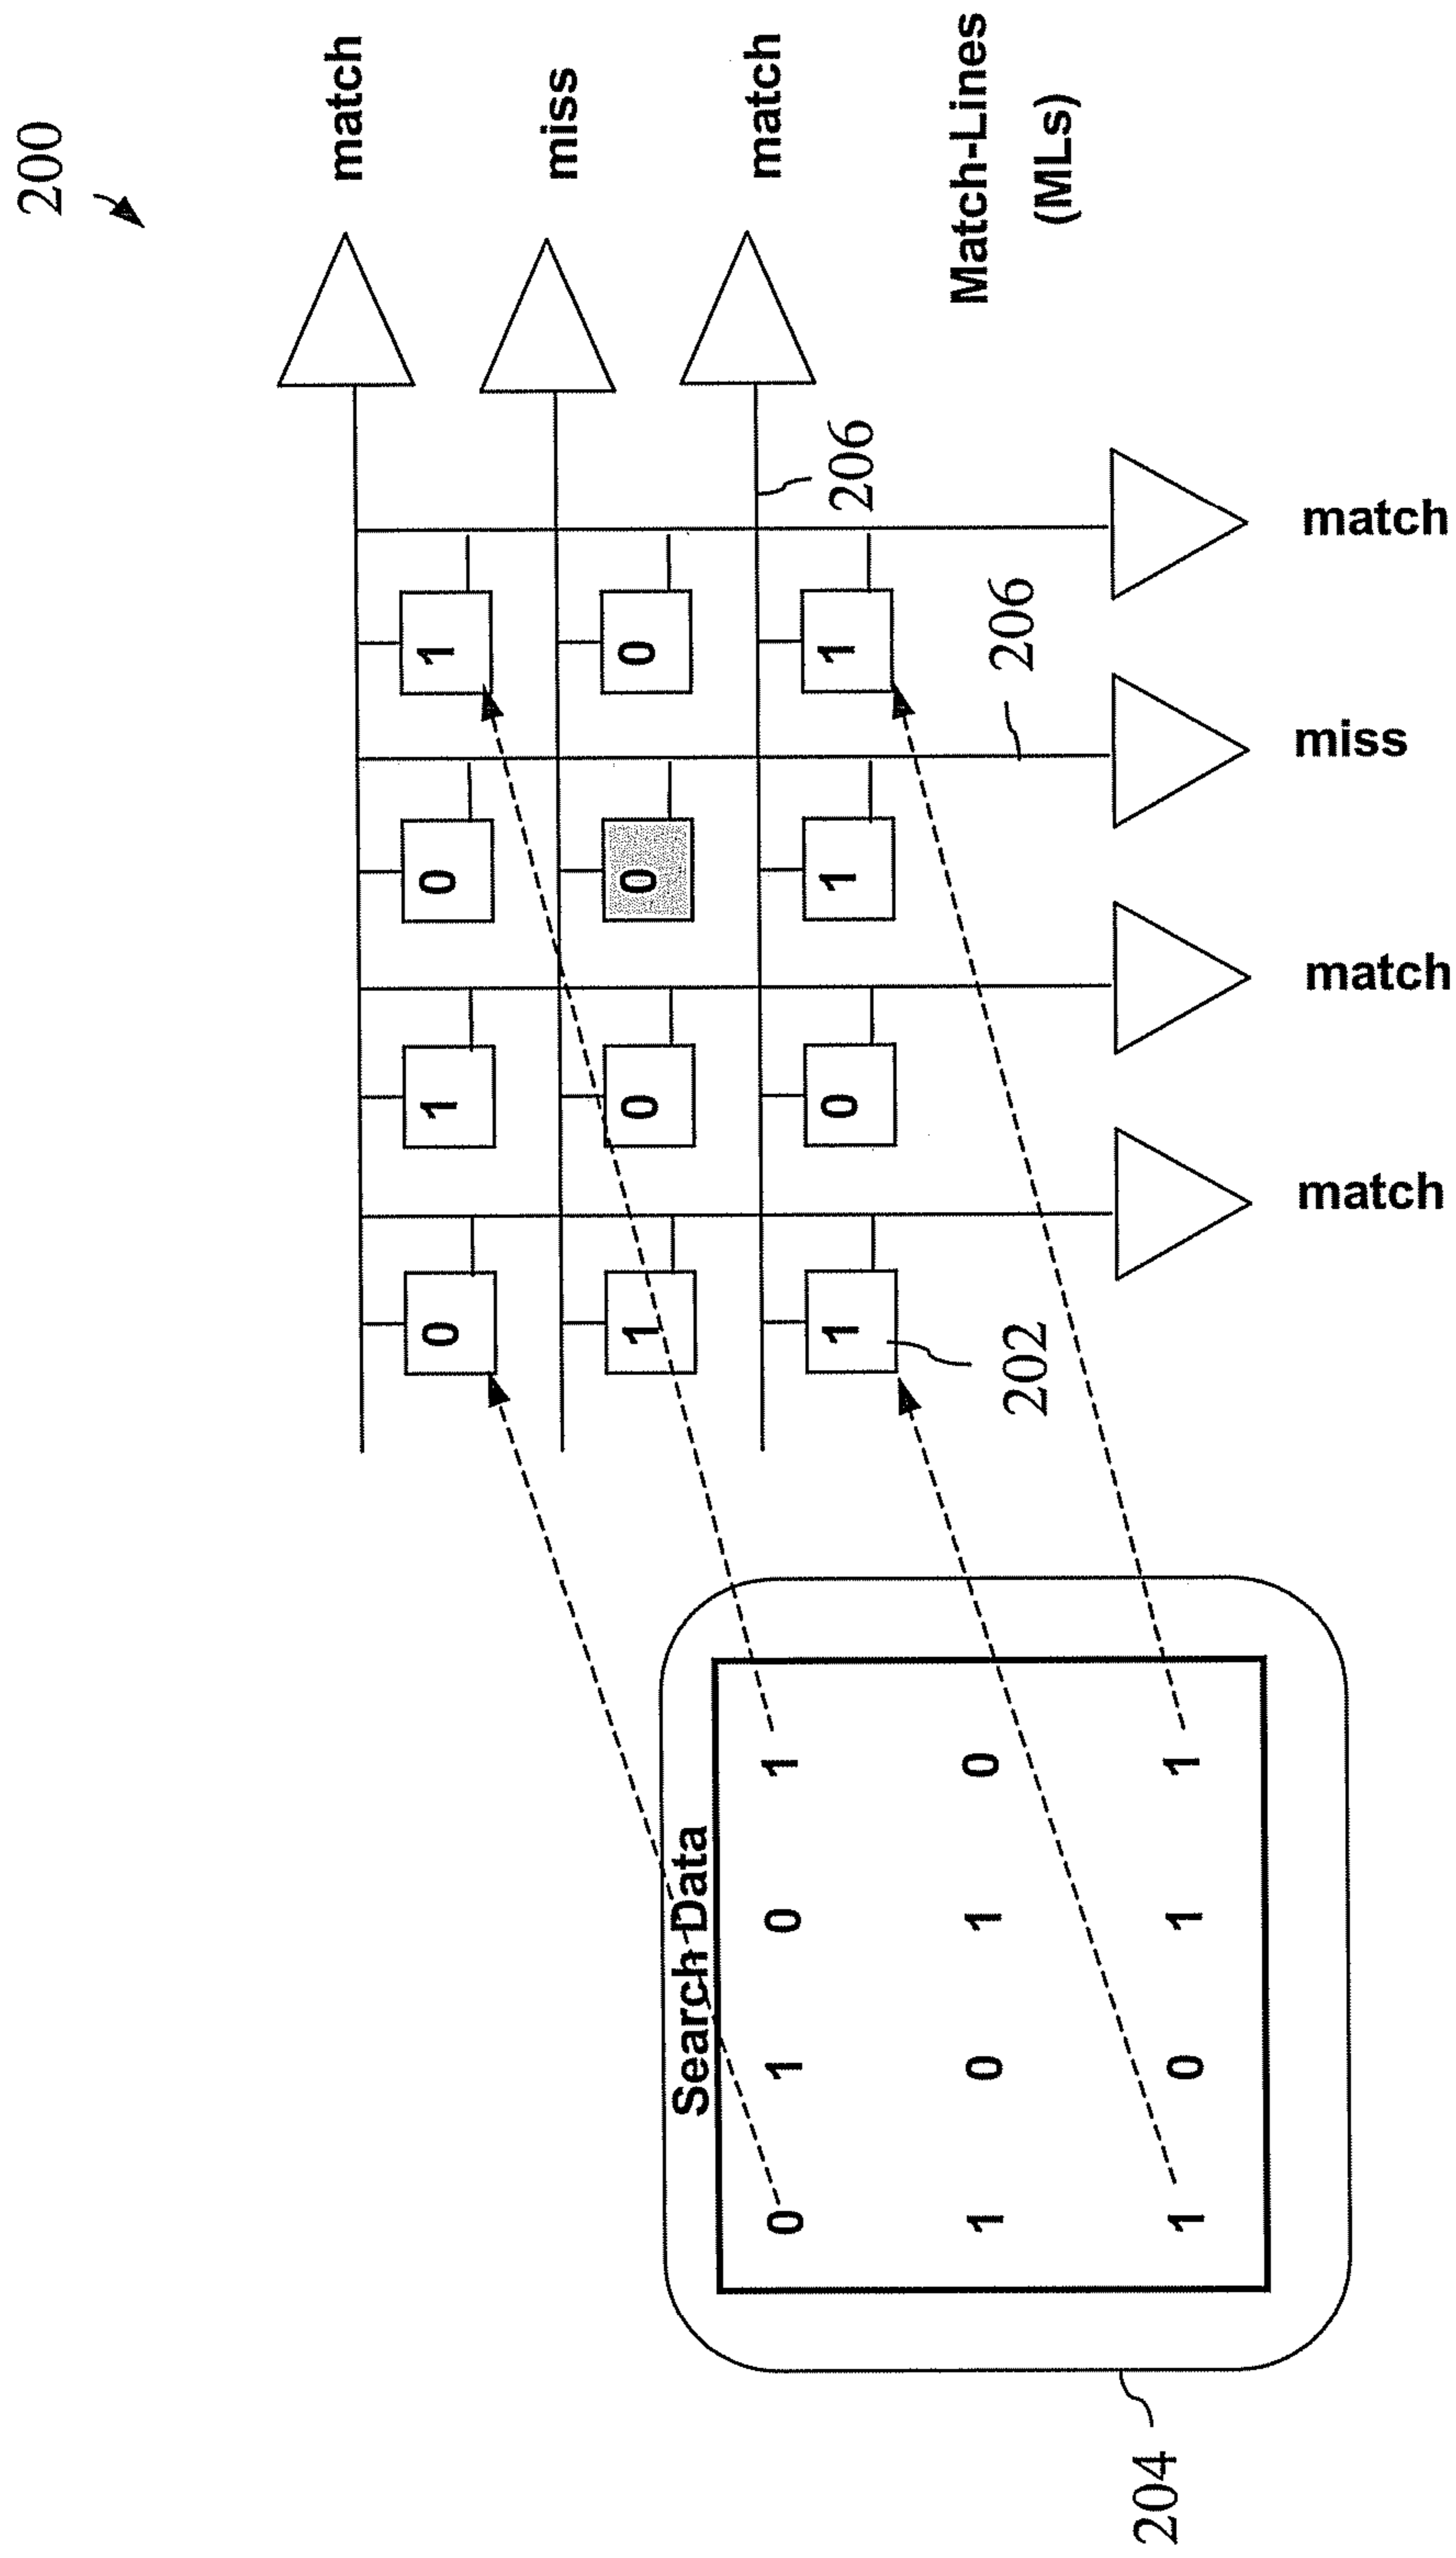 200
match
0 1 0 1
miss
1 0 0 0
match
1 0 1 1
206
202
206
Match-Lines
(MLs)
match
match
miss
match
Search Data
0 1 0 1
1 0 1 0
1 0 1 1
204